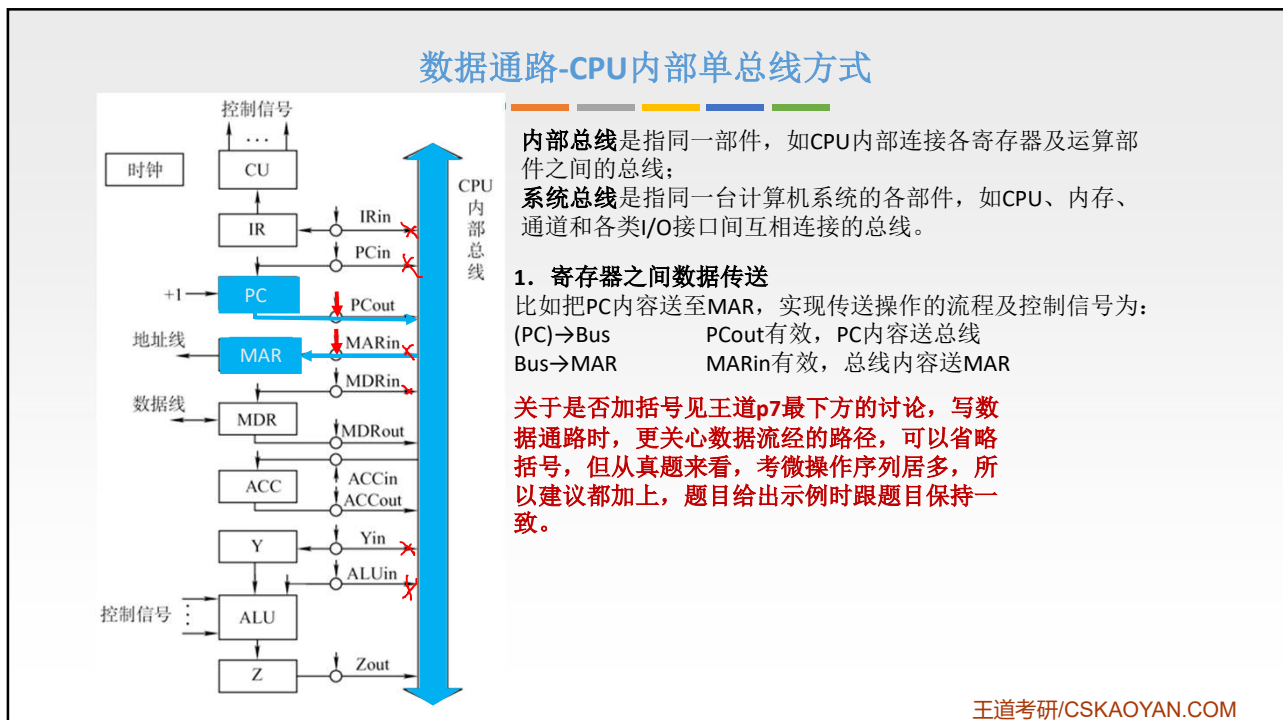 数据通路-CPU内部单总线方式
控制信号
...
时钟
CU
CPU
内
部
总
线
IR
IRin
PCin
+1
PC
PCout
地址线
MAR
MARin
MDRin
数据线
MDR
MDRout
ACC
ACCin
ACCout
Y
Yin
ALUin
控制信号
ALU
Z
Zout
内部总线是指同一部件，如CPU内部连接各寄存器及运算部
件之间的总线；
系统总线是指同一台计算机系统的各部件，如CPU、内存、
通道和各类I/O接口间互相连接的总线。
1．寄存器之间数据传送
比如把PC内容送至MAR，实现传送操作的流程及控制信号为：
(PC)→Bus PCout有效，PC内容送总线
Bus→MAR MARin有效，总线内容送MAR
关于是否加括号见王道p7最下方的讨论，写数
据通路时，更关心数据流经的路径，可以省略
括号，但从真题来看，考微操作序列居多，所
以建议都加上，题目给出示例时跟题目保持一
致。
王道考研/CSKAOYAN.COM